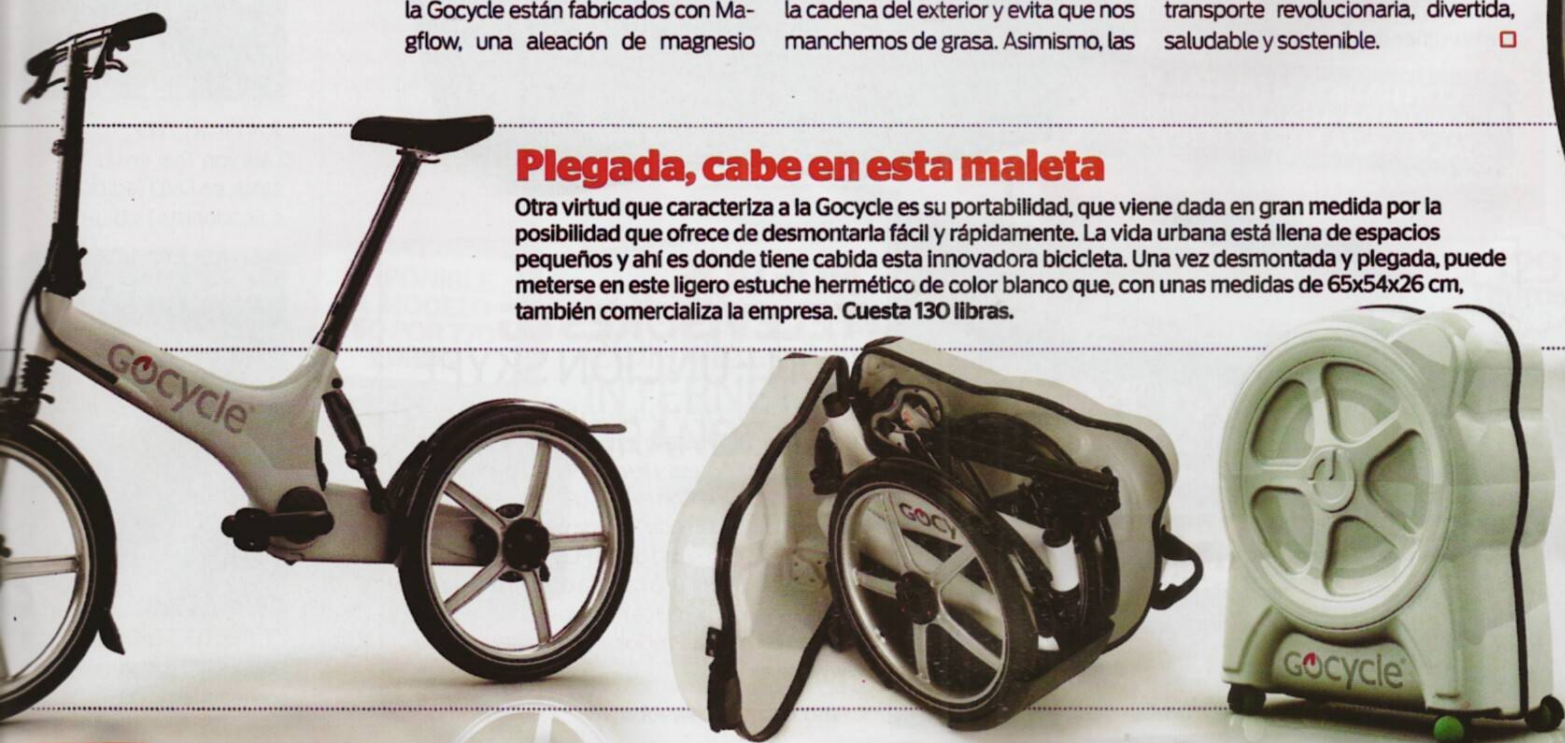 la Gocycle están fabricados con Ma-
gflow, una aleación de magnesio
la cadena del exterior y evita que nos
manchemos de grasa. Asimismo, las
transporte revolucionaria, divertida,
saludable y sostenible.
Plegada, cabe en esta maleta
Otra virtud que caracteriza a la Gocycle es su portabilidad, que viene dada en gran medida por la
posibilidad que ofrece de desmontarla fácil y rápidamente. La vida urbana está llena de espacios
pequeños y ahí es donde tiene cabida esta innovadora bicicleta. Una vez desmontada y plegada, puede
meterse en este ligero estuche hermético de color blanco que, con unas medidas de 65x54x26 cm,
también comercializa la empresa. Cuesta 130 libras.
GOcycle
GOCY
GOcycle